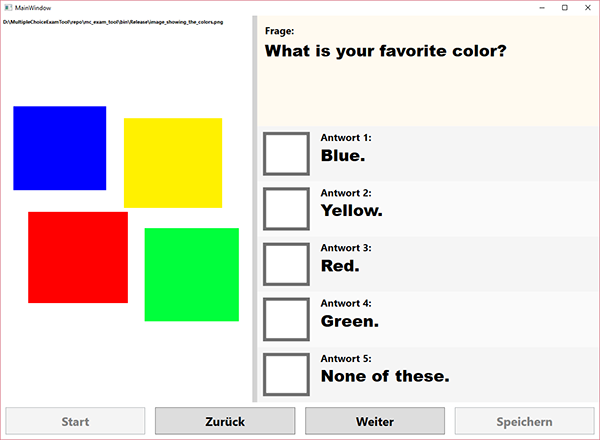 MainWindow
D:\MultipleChoiceExamTool\repo\mc_exam_tool\bin\Release\image_showing_the_colors.png
Frage:
What is your favorite color?
Antwort 1:
Blue.
Antwort 2:
Yellow.
Antwort 3:
Red.
Antwort 4:
Green.
Antwort 5:
None of these.
Start
Zurück
Weiter
Speichern